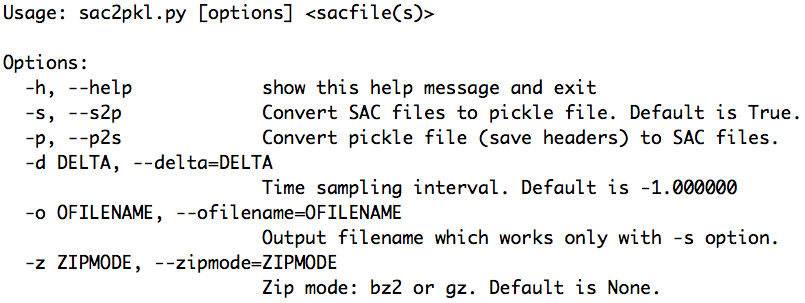 Usage: sac2pkl.py [options] <sacfile(s)>

Options:
  -h, --help            show this help message and exit
  -s, --s2p             Convert SAC files to pickle file. Default is True.
  -p, --p2s             Convert pickle file (save headers) to SAC files.
  -d DELTA, --delta=DELTA
                        Time sampling interval. Default is -1.000000
  -o OFILENAME, --ofilename=OFILENAME
                        Output filename which works only with -s option.
  -z ZIPMODE, --zipmode=ZIPMODE
                        Zip mode: bz2 or gz. Default is None.